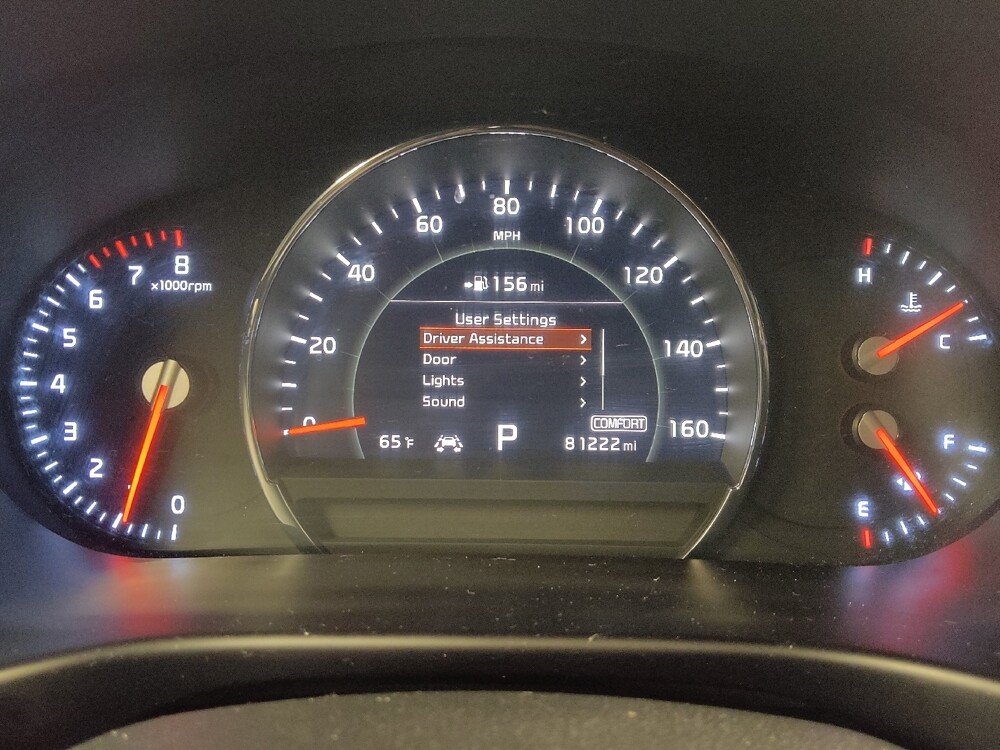 80
60
100
MPH
40
120
156 mi
User Settings
Driver Assistance >
Door >
Lights >
Sound >
20
140
0
160
COMFORT
65°F
P
81222 mi
8
7
x1000rpm
6
5
4
3
2
0
H
C
F
E